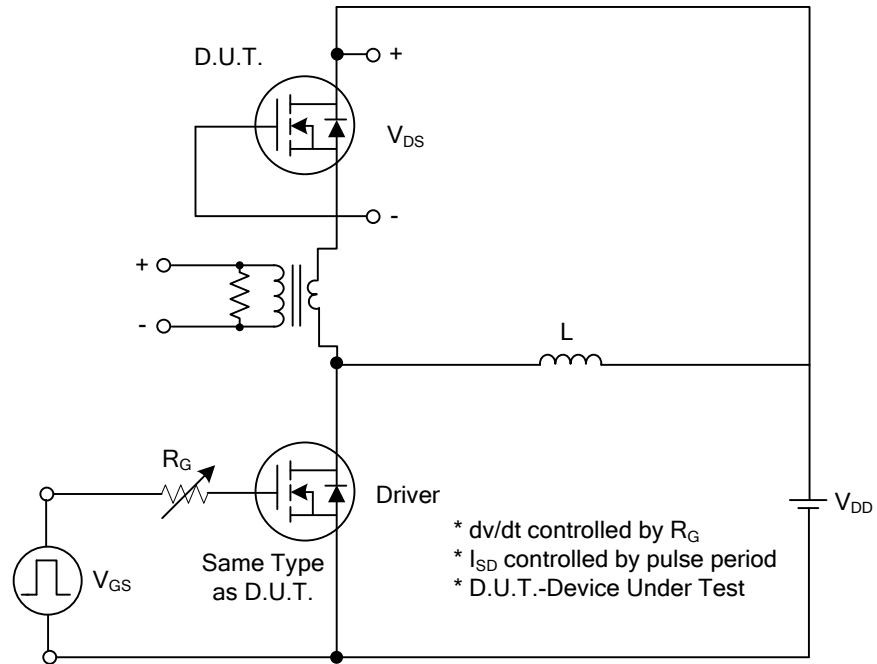 D.U.T.
+
V_DS
-
+
-
L
R_G
Driver
V_DD
V_GS
Same Type
as D.U.T.
* dv/dt controlled by R_G
* I_SD controlled by pulse period
* D.U.T.-Device Under Test